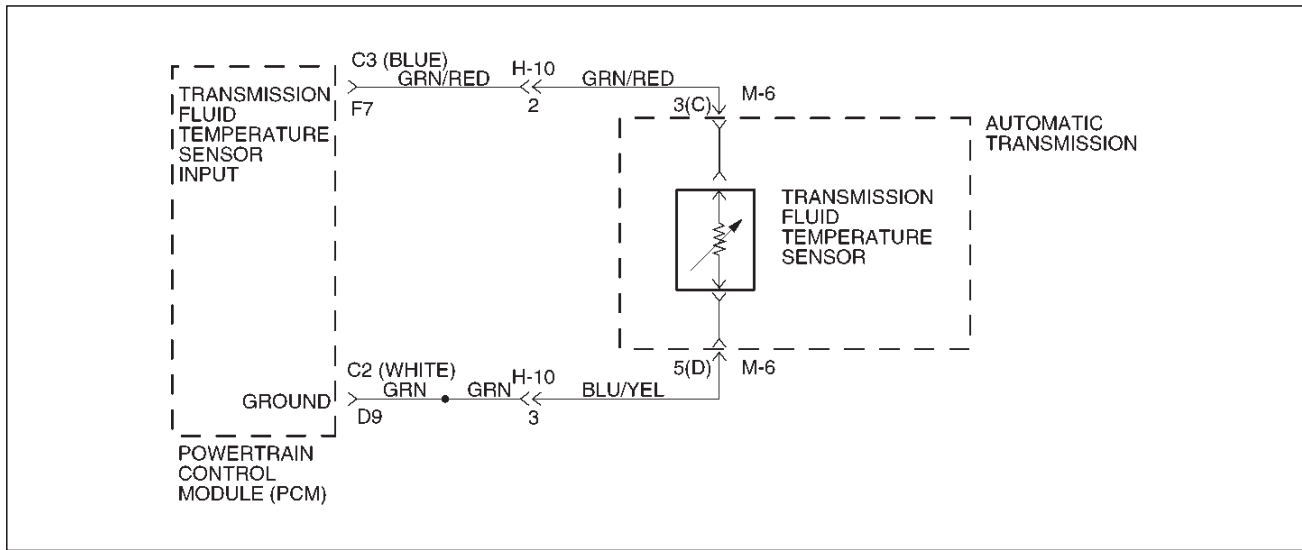 C3 (BLUE)
GRN/RED
H-10
GRN/RED
F7
2
3(C)
M-6
TRANSMISSION
FLUID
TEMPERATURE
SENSOR
INPUT
AUTOMATIC
TRANSMISSION
TRANSMISSION
FLUID
TEMPERATURE
SENSOR
5(D)
M-6
C2 (WHITE)
GRN
GRN
H-10
BLU/YEL
GROUND
D9
3
POWERTRAIN
CONTROL
MODULE (PCM)